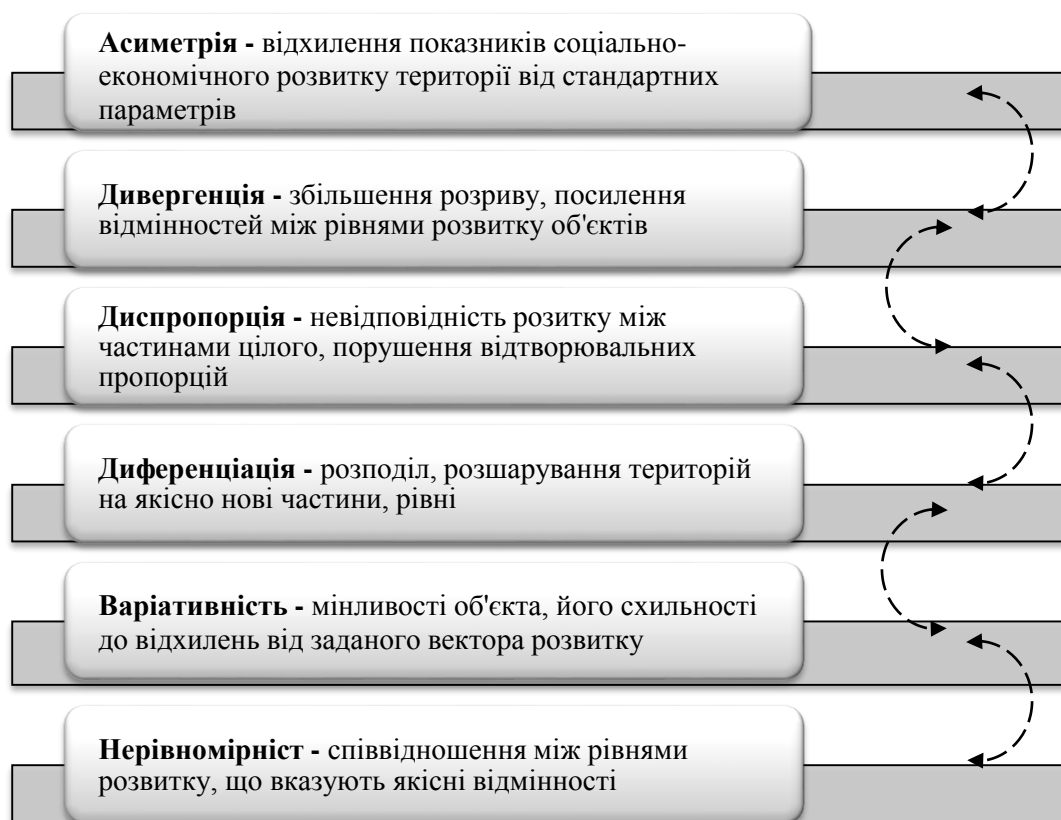 Асиметрія - відхилення показників соціально-
економічного розвитку території від стандартних
параметрів
Дивергенція - збільшення розриву, посилення
відмінностей між рівнями розвитку об'єктів
Диспропорція - невідповідність розитку між
частинами цілого, порушення відтворювальних
пропорцій
Диференціація - розподіл, розшарування територій
на якісно нові частини, рівні
Варіативність - мінливості об'єкта, його схильності
до відхилень від заданого вектора розвитку
Нерівномірніст - співвідношення між рівнями
розвитку, що вказують якісні відмінності